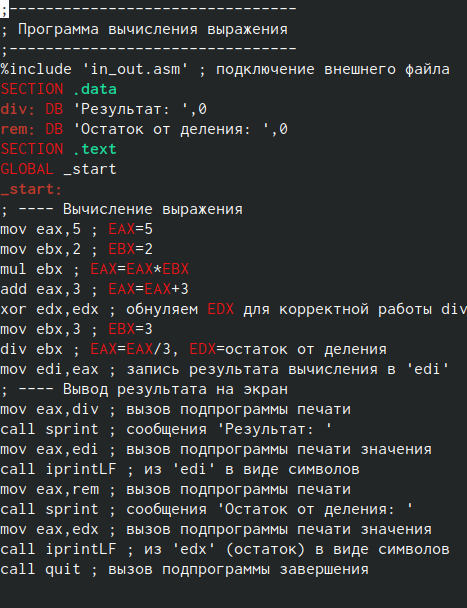 ;--------------------------------
; Программа вычисления выражения
;--------------------------------
%include 'in_out.asm' ; подключение внешнего файла
SECTION .data
div: DB 'Результат: ',0
rem: DB 'Остаток от деления: ',0
SECTION .text
GLOBAL _start
_start:
; ---- Вычисление выражения
mov eax,5 ; EAX=5
mov ebx,2 ; EBX=2
mul ebx ; EAX=EAX*EBX
add eax,3 ; EAX=EAX+3
xor edx,edx ; обнуляем EDX для корректной работы div
mov ebx,3 ; EBX=3
div ebx ; EAX=EAX/3, EDX=остаток от деления
mov edi,eax ; запись результата вычисления в 'edi'
; ---- Вывод результата на экран
mov eax,div ; вызов подпрограммы печати
call sprint ; сообщения 'Результат: '
mov eax,edi ; вызов подпрограммы печати значения
call iprintLF ; из 'edi' в виде символов
mov eax,rem ; вызов подпрограммы печати
call sprint ; сообщения 'Остаток от деления: '
mov eax,edx ; вызов подпрограммы печати значения
call iprintLF ; из 'edx' (остаток) в виде символов
call quit ; вызов подпрограммы завершения